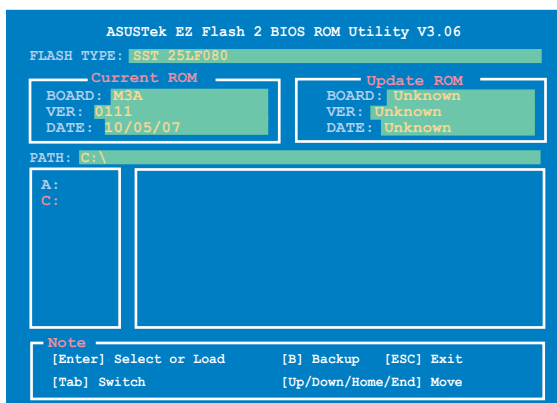 ASUSTek EZ Flash 2 BIOS ROM Utility V3.06
FLASH TYPE: SST 25LF080
Current ROM
BOARD: M3A
VER: 0111
DATE: 10/05/07
Update ROM
BOARD: Unknown
VER: Unknown
DATE: Unknown
PATH: C:\
A:
C:
Note
[Enter] Select or Load [B] Backup [ESC] Exit
[Tab] Switch [Up/Down/Home/End] Move